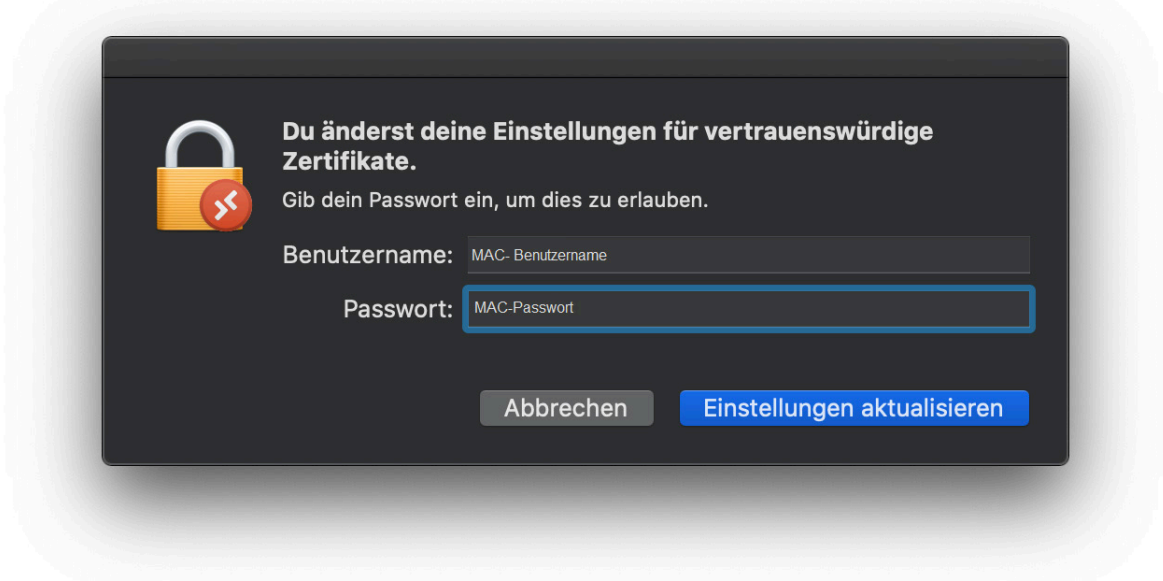 Du änderst deine Einstellungen für vertrauenswürdige
Zertifikate.
Gib dein Passwort ein, um dies zu erlauben.
Benutzername: MAC- Benutzername
Passwort: MAC-Passwort
Abbrechen Einstellungen aktualisieren